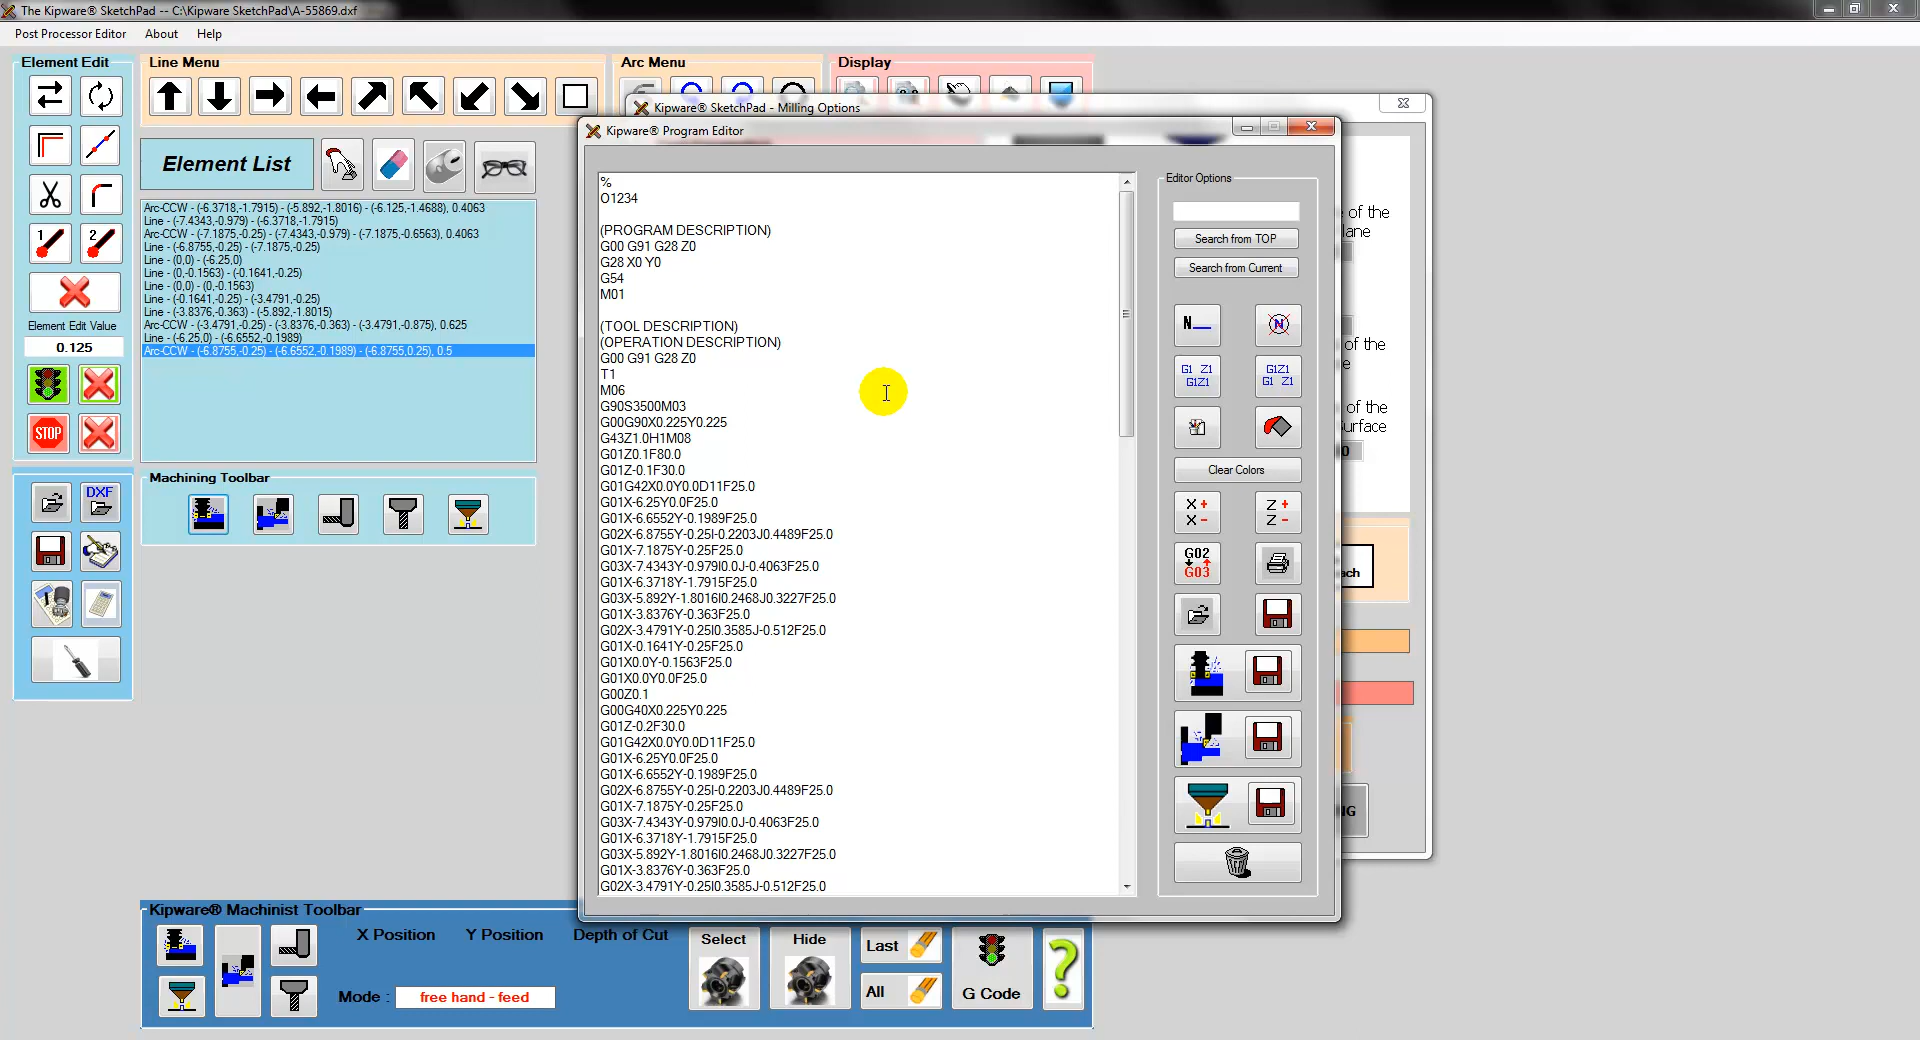 The Kipware® SketchPad -- C:\Kipware SketchPad\A-55869.dxf
Post Processor Editor About Help
Element Edit
Line Menu
Arc Menu
Display
Kipware® SketchPad - Milling Options
Kipware® Program Editor
Element List
Arc-CCW - (-6.3718,-1.7915) - (-5.892,-1.8016) - (-6.125,-1.4688), 0.4063
Line - (-7.4343,-0.979) - (-6.3718,-1.7915)
Arc-CCW - (-7.1875,-0.25) - (-7.4343,-0.979) - (-7.1875,-0.6563), 0.4063
Line - (-6.8755,-0.25) - (-7.1875,-0.25)
Line - (0,0) - (-6.25,0)
Line - (0,-0.1563) - (-0.1641,-0.25)
Line - (0,0) - (0,-0.1563)
Line - (-0.1641,-0.25) - (-3.4791,-0.25)
Line - (-3.8376,-0.363) - (-5.892,-1.8015)
Arc-CCW - (-3.4791,-0.25) - (-3.8376,-0.363) - (-3.4791,-0.875), 0.625
Line - (-6.25,0) - (-6.6552,-0.1989)
Arc-CCW - (-6.8755,-0.25) - (-6.6552,-0.1989) - (-6.8755,0.25), 0.5
1
2
Element Edit Value
0.125
STOP
DXF
Machining Toolbar
%
O1234
(PROGRAM DESCRIPTION)
G00 G91 G28 Z0
G28 X0 Y0
G54
M01
(TOOL DESCRIPTION)
(OPERATION DESCRIPTION)
G00 G91 G28 Z0
T1
M06
G90S3500M03
G00G90X0.225Y0.225
G43Z1.0H1M08
G01Z0.1F80.0
G01Z-0.1F30.0
G01G42X0.0Y0.0D11F25.0
G01X-6.25Y0.0F25.0
G01X-6.6552Y-0.1989F25.0
G02X-6.8755Y-0.25I-0.2203J0.4489F25.0
G01X-7.1875Y-0.25F25.0
G03X-7.4343Y-0.979I0.0J-0.4063F25.0
G01X-6.3718Y-1.7915F25.0
G03X-5.892Y-1.8016I0.2468J0.3227F25.0
G01X-3.8376Y-0.363F25.0
G02X-3.4791Y-0.25I0.3585J-0.512F25.0
G01X-0.1641Y-0.25F25.0
G01X0.0Y-0.1563F25.0
G01X0.0Y0.0F25.0
G00Z0.1
G00G40X0.225Y0.225
G01Z-0.2F30.0
G01G42X0.0Y0.0D11F25.0
G01X-6.25Y0.0F25.0
G01X-6.6552Y-0.1989F25.0
G02X-6.8755Y-0.25I-0.2203J0.4489F25.0
G01X-7.1875Y-0.25F25.0
G03X-7.4343Y-0.979I0.0J-0.4063F25.0
G01X-6.3718Y-1.7915F25.0
G03X-5.892Y-1.8016I0.2468J0.3227F25.0
G01X-3.8376Y-0.363F25.0
G02X-3.4791Y-0.25I0.3585J-0.512F25.0
Editor Options
Search from TOP
Search from Current
N
N
G1 Z1
G1Z1
G1Z1
G1 Z1
Clear Colors
X+
X-
Z+
Z-
G02
G03
of the
lane
of the
e
of the
Surface
0
ch
G
Kipware® Machinist Toolbar
X Position
Y Position
Depth of Cut
Mode :
free hand - feed
Select
Hide
Last
All
G Code